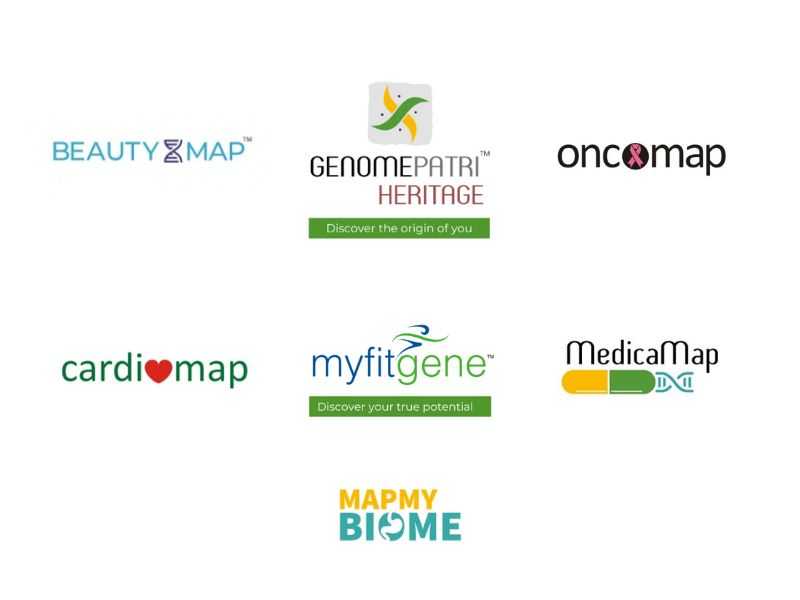 BEAUTY MAP™
GENOMEPATRI™
HERITAGE
Discover the origin of you
oncomap
cardiomap
myfitgene™
Discover your true potential
MedicaMap
MAPMY
BIOME